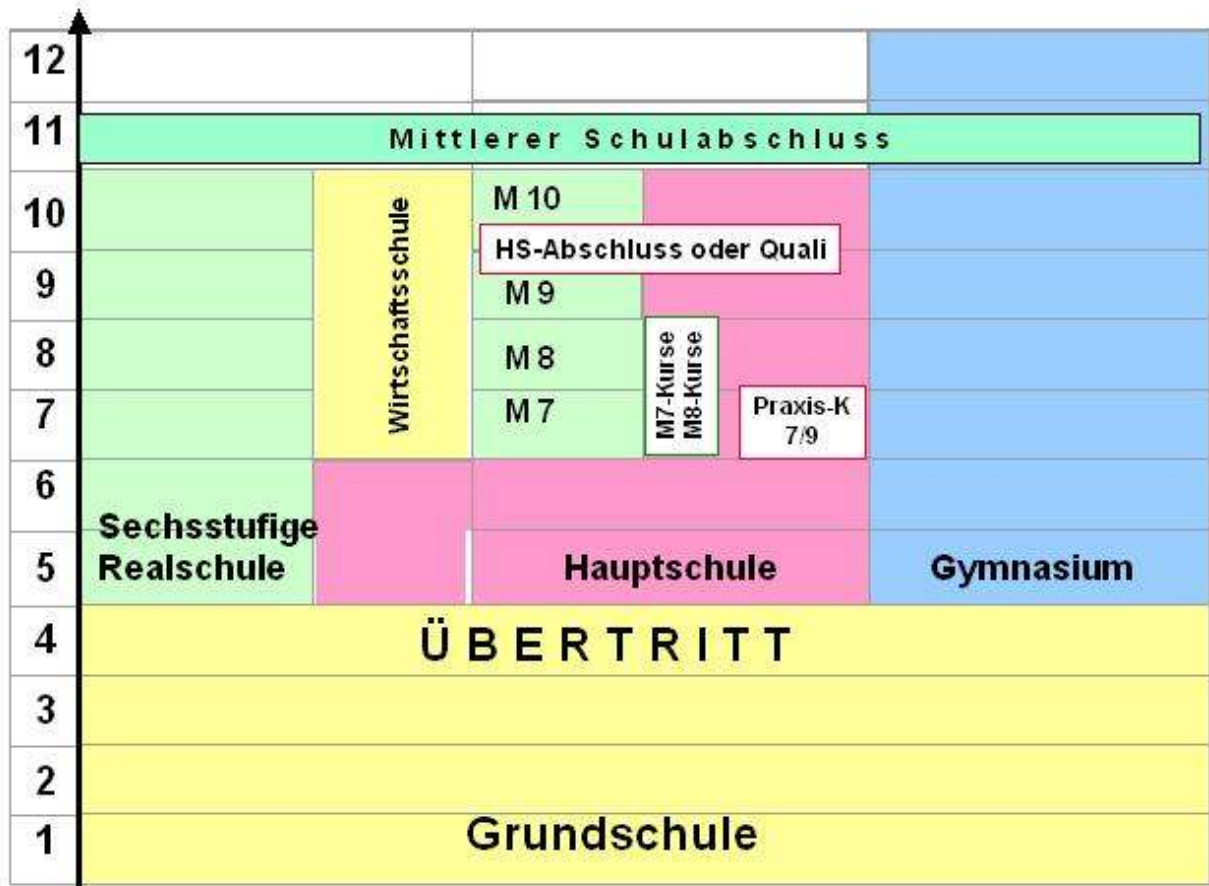 12
11
Mittlerer Schulabschluss
10
Wirtschaftsschule
M 10
HS-Abschluss oder Quali
9
M 9
8
M 8
M7-Kurse
M8-Kurse
7
M 7
Praxis-K
7/9
6
Sechsstufige
Realschule
5
Hauptschule
Gymnasium
4
ÜBERTRITT
3
2
1
Grundschule